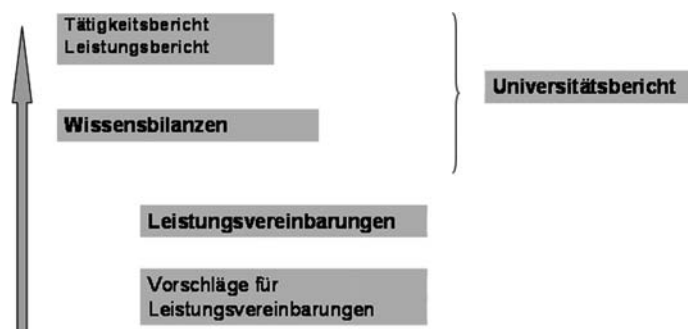 Tätigkeitsbericht
Leistungsbericht
Universitätsbericht
Wissensbilanzen
Leistungsvereinbarungen
Vorschläge für
Leistungsvereinbarungen